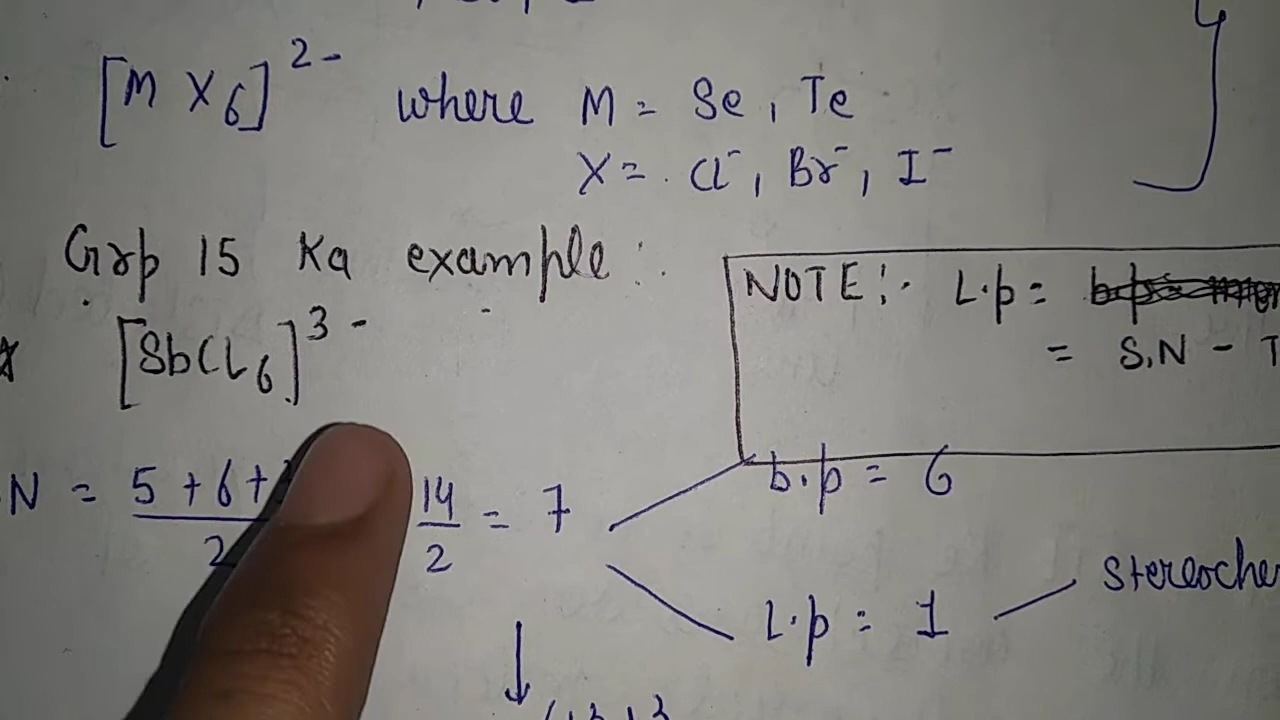 [M X6]²⁻ where M = Se, Te
X = Cl⁻, Br⁻, I⁻
Grp 15 Ka example :
[SbCl6]³⁻
NOTE :- L.p =
= S.N -
N = 5 + 6 +
2
14
2
= 7
b.p = 6
L.p = 1